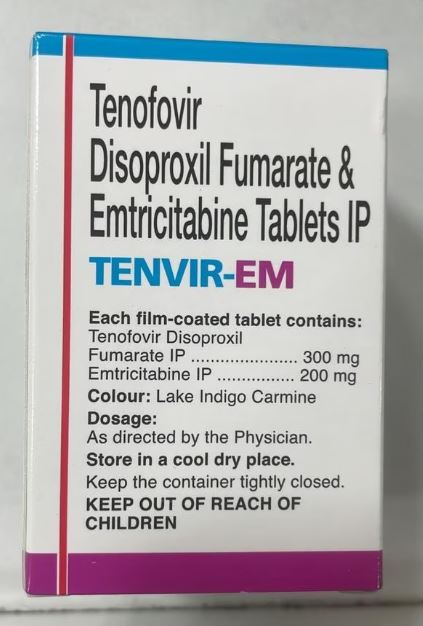 Tenofovir
Disoproxil Fumarate &
Emtricitabine Tablets IP
TENVIR-EM
Each film-coated tablet contains:
Tenofovir Disoproxil
Fumarate IP ...................... 300 mg
Emtricitabine IP ................ 200 mg
Colour: Lake Indigo Carmine
Dosage:
As directed by the Physician.
Store in a cool dry place.
Keep the container tightly closed.
KEEP OUT OF REACH OF
CHILDREN